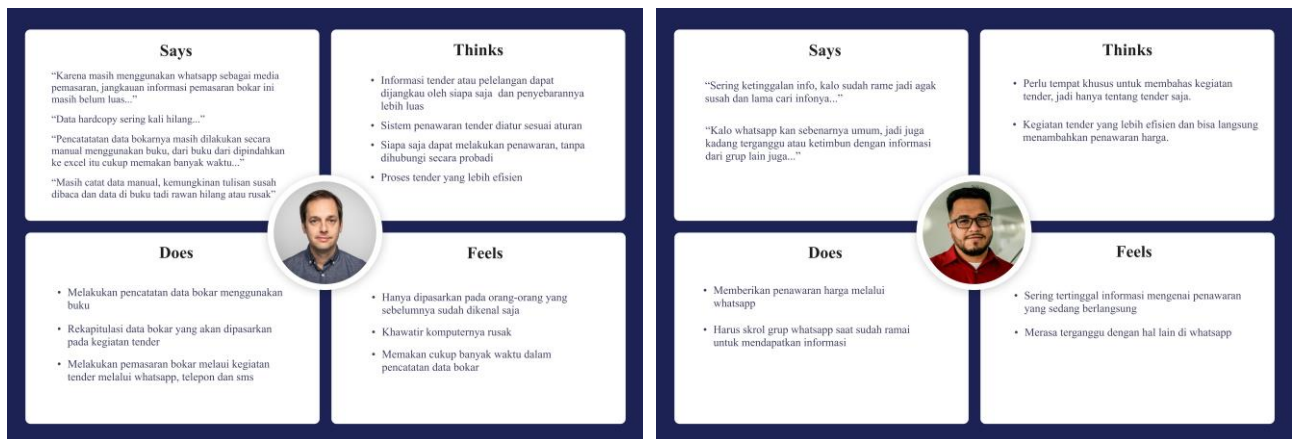 Says
“Karena masih menggunakan whatsapp sebagai media
pemasaran, jangkauan informasi pemasaran bokar ini
masih belum luas...”
“Data hardcopy sering kali hilang...”
“Pencatatatan data bokarnya masih dilakukan secara
manual menggunakan buku, dari buku dari dipindahkan
ke excel itu cukup memakan banyak waktu...”
“Masih catat data manual, kemungkinan tulisan susah
dibaca dan data di buku tadi rawan hilang atau rusak”
Thinks
• Informasi tender atau pelelangan dapat
dijangkau oleh siapa saja dan penyebarannya
lebih luas
• Sistem penawaran tender diatur sesuai aturan
• Siapa saja dapat melakukan penawaran, tanpa
dihubungi secara probadi
• Proses tender yang lebih efisien
Does
• Melakukan pencatatan data bokar menggunakan
buku
• Rekapitulasi data bokar yang akan dipasarkan
pada kegiatan tender
• Melakukan pemasaran bokar melaui kegiatan
tender melalui whatsapp, telepon dan sms
Feels
• Hanya dipasarkan pada orang-orang yang
sebelumnya sudah dikenal saja
• Khawatir komputernya rusak
• Memakan cukup banyak waktu dalam
pencatatan data bokar
Says
“Sering ketinggalan info, kalo sudah rame jadi agak
susah dan lama cari infonya...”
“Kalo whatsapp kan sebenarnya umum, jadi juga
kadang terganggu atau ketimbun dengan informasi
dari grup lain juga...”
Thinks
• Perlu tempat khusus untuk membahas kegiatan
tender, jadi hanya tentang tender saja.
• Kegiatan tender yang lebih efisien dan bisa langsung
menambahkan penawaran harga.
Does
• Memberikan penawaran harga melalui
whatsapp
• Harus skrol grup whatsapp saat sudah ramai
untuk mendapatkan informasi
Feels
• Sering tertinggal informasi mengenai penawaran
yang sedang berlangsung
• Merasa terganggu dengan hal lain di whatsapp